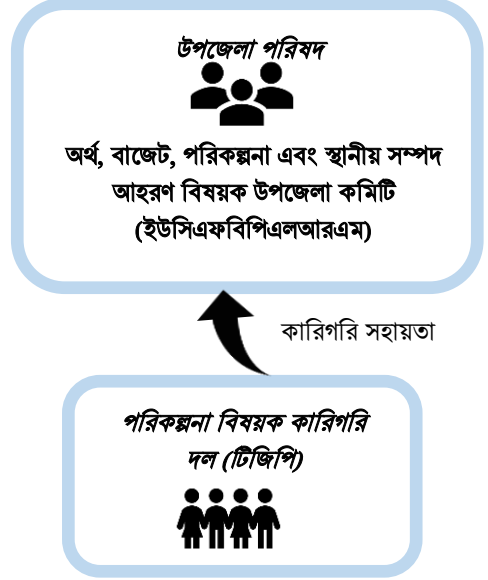 উপজেলা পরিষদ
অর্থ, বাজেট, পরিকল্পনা এবং স্থানীয় সম্পদ
আহরণ বিষয়ক উপজেলা কমিটি
(ইউসিএফবিপিএলআরএম)
কারিগরি সহায়তা
পরিকল্পনা বিষয়ক কারিগরি
দল (টিজিপি)